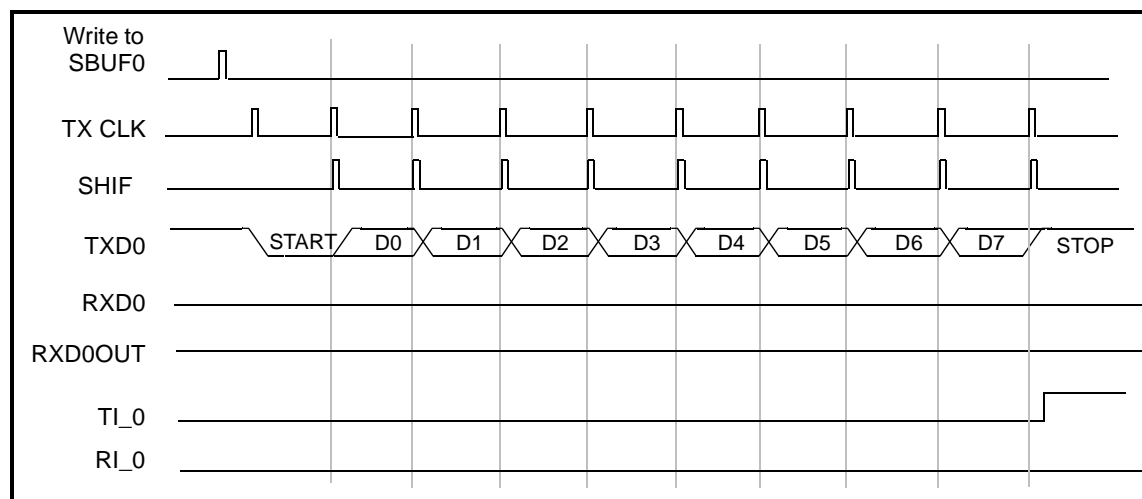 Write to
SBUF0
TX CLK
SHIF
TXD0 START D0 D1 D2 D3 D4 D5 D6 D7 STOP
RXD0
RXD0OUT
TI_0
RI_0